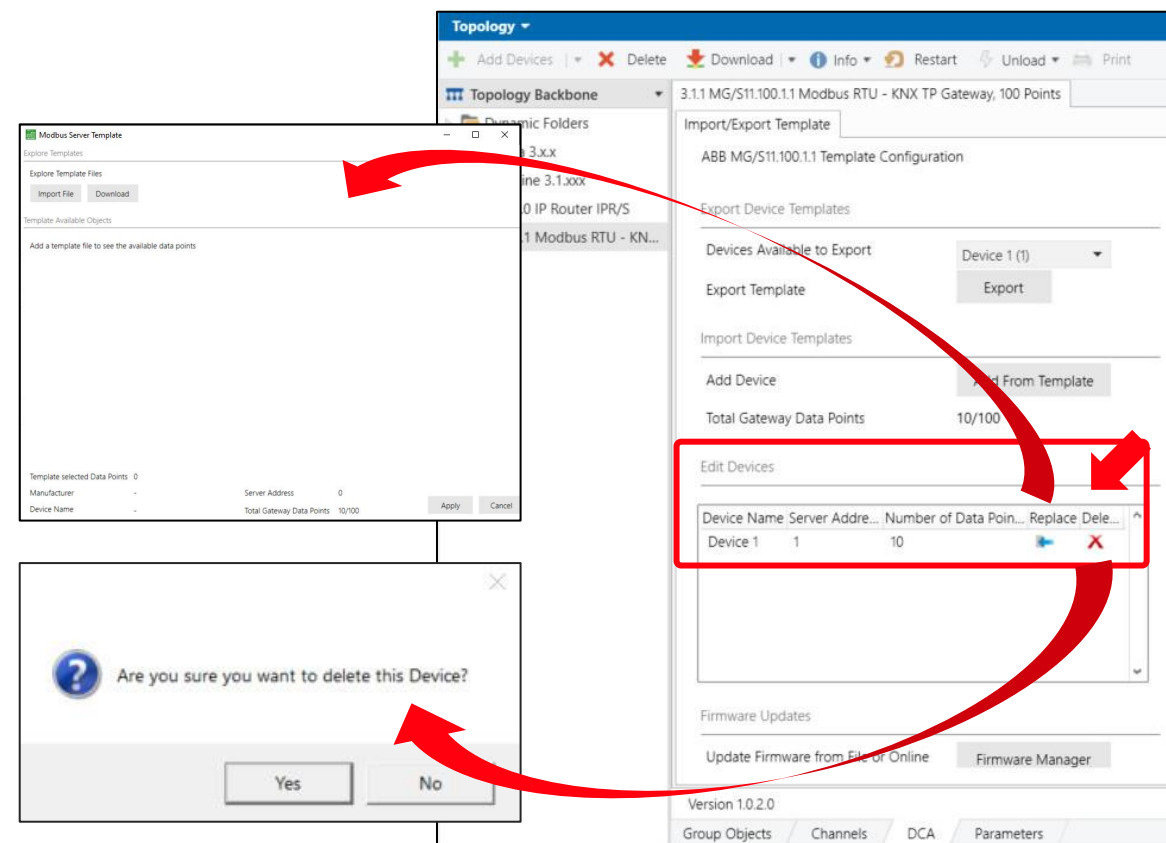 Topology
Add Devices Delete Download Info Restart Unload Print
Topology Backbone
Dynamic Folders
3.x.x
ine 3.1.xxx
.0 IP Router IPR/S
.1 Modbus RTU - KN...
3.1.1 MG/S11.100.1.1 Modbus RTU - KNX TP Gateway, 100 Points
Import/Export Template
ABB MG/S11.100.1.1 Template Configuration
Export Device Templates
Devices Available to Export Device 1 (1)
Export Template Export
Import Device Templates
Add Device Add From Template
Total Gateway Data Points 10/100
Edit Devices
Device Name Server Addre... Number of Data Poin... Replace Dele...
Device 1 1 10
Firmware Updates
Update Firmware from File or Online Firmware Manager
Version 1.0.2.0
Group Objects Channels DCA Parameters
Modbus Server Template
Explore Templates
Explore Template Files
Import File Download
Template Available Objects
Add a template file to see the available data points
Template selected Data Points 0
Manufacturer - Server Address 0
Device Name - Total Gateway Data Points 10/100
Apply Cancel
Are you sure you want to delete this Device?
Yes No